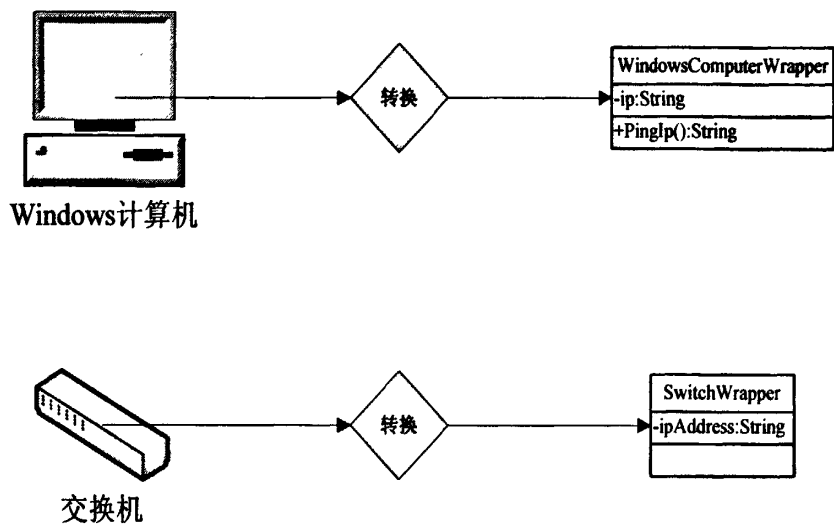 WindowsComputerWrapper
-ip:String
+PingIp():String
转换
Windows计算机
SwitchWrapper
-ipAddress:String
转换
交换机